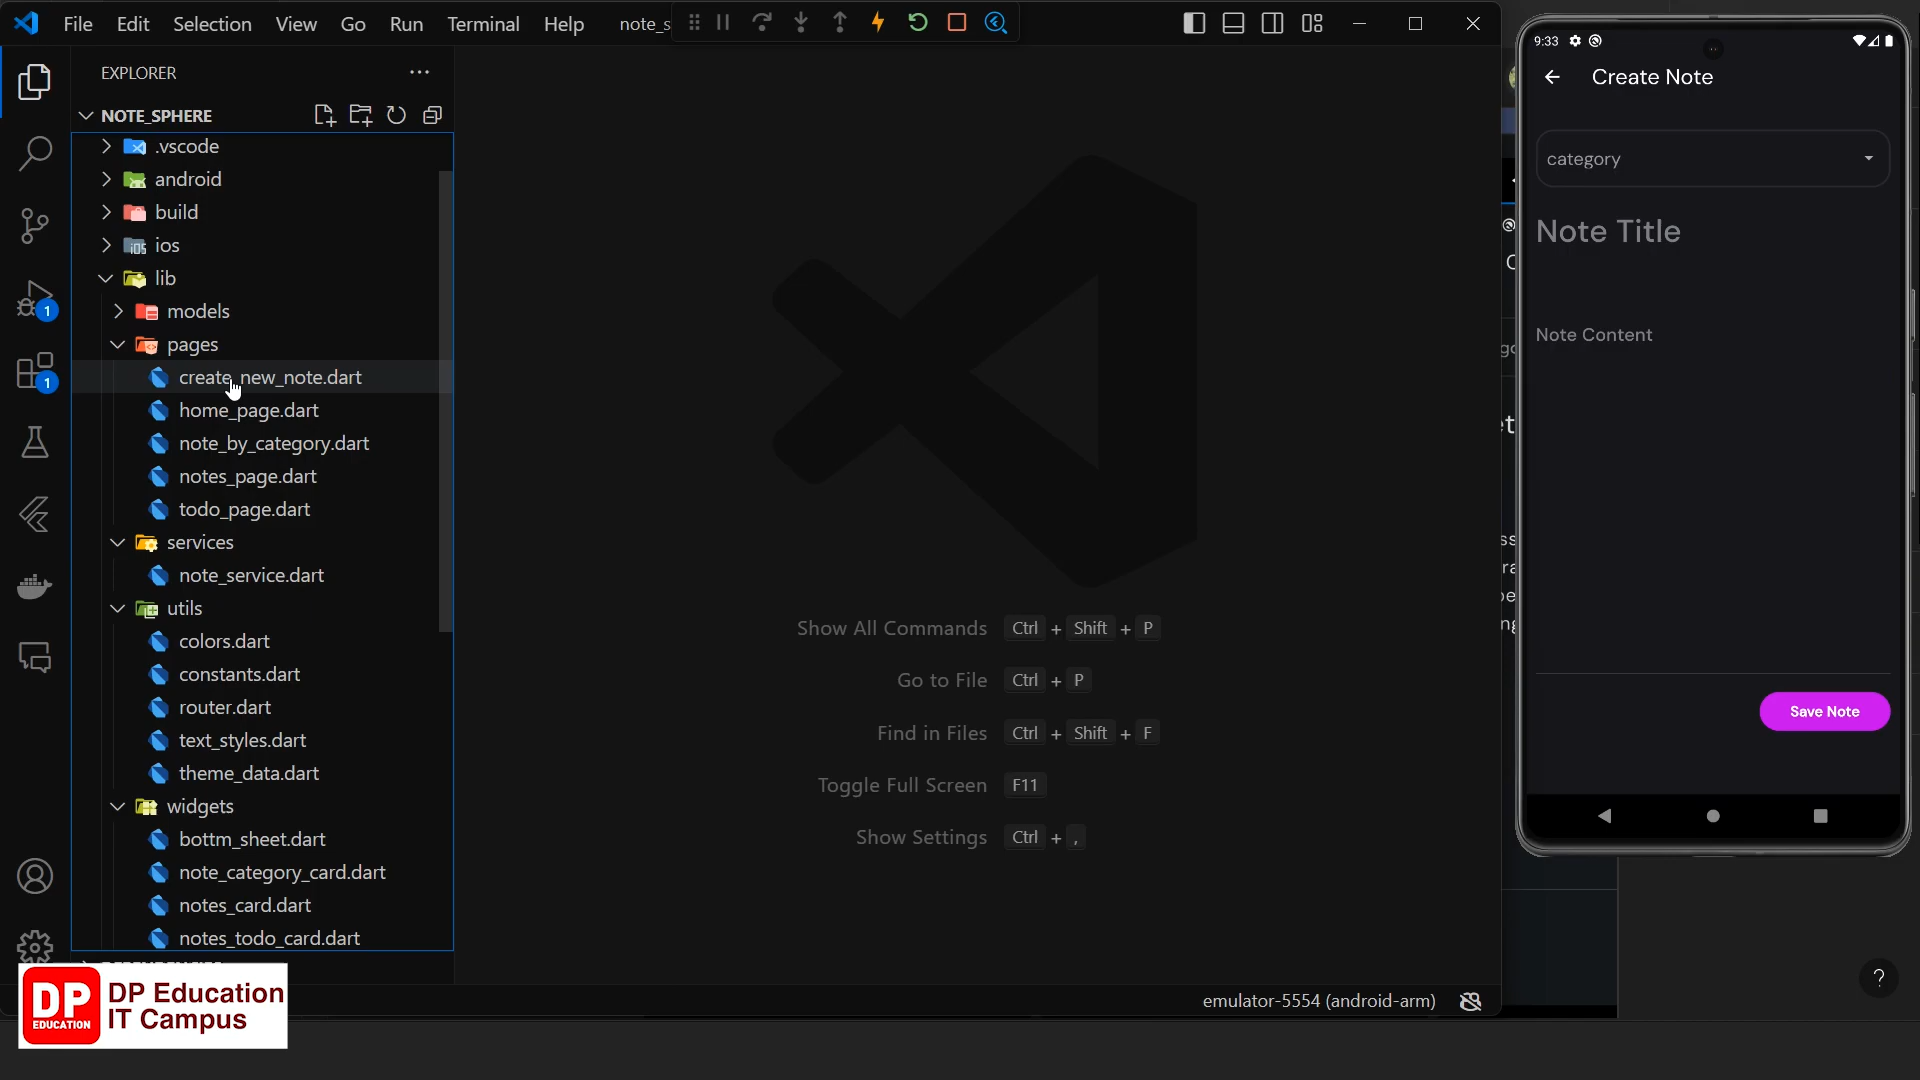 File Edit Selection View Go Run Terminal Help note_s
EXPLORER
NOTE_SPHERE
.vscode
android
build
ios
lib
models
pages
create_new_note.dart
home_page.dart
note_by_category.dart
notes_page.dart
todo_page.dart
services
note_service.dart
utils
colors.dart
constants.dart
router.dart
text_styles.dart
theme_data.dart
widgets
bottm_sheet.dart
note_category_card.dart
notes_card.dart
notes_todo_card.dart
1
1
Show All Commands Ctrl + Shift + P
Go to File Ctrl + P
Find in Files Ctrl + Shift + F
Toggle Full Screen F11
Show Settings Ctrl + ,
emulator-5554 (android-arm)
9:33
Create Note
category
Note Title
Note Content
Save Note
?
DP EDUCATION
DP Education
IT Campus